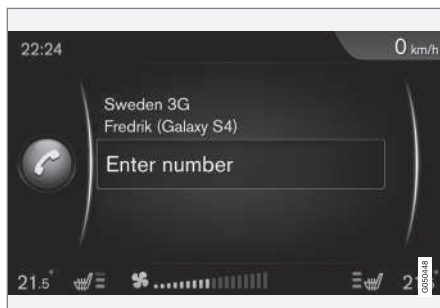 22:24
0 km/h
Sweden 3G
Fredrik (Galaxy S4)
Enter number
21.5°
G050448